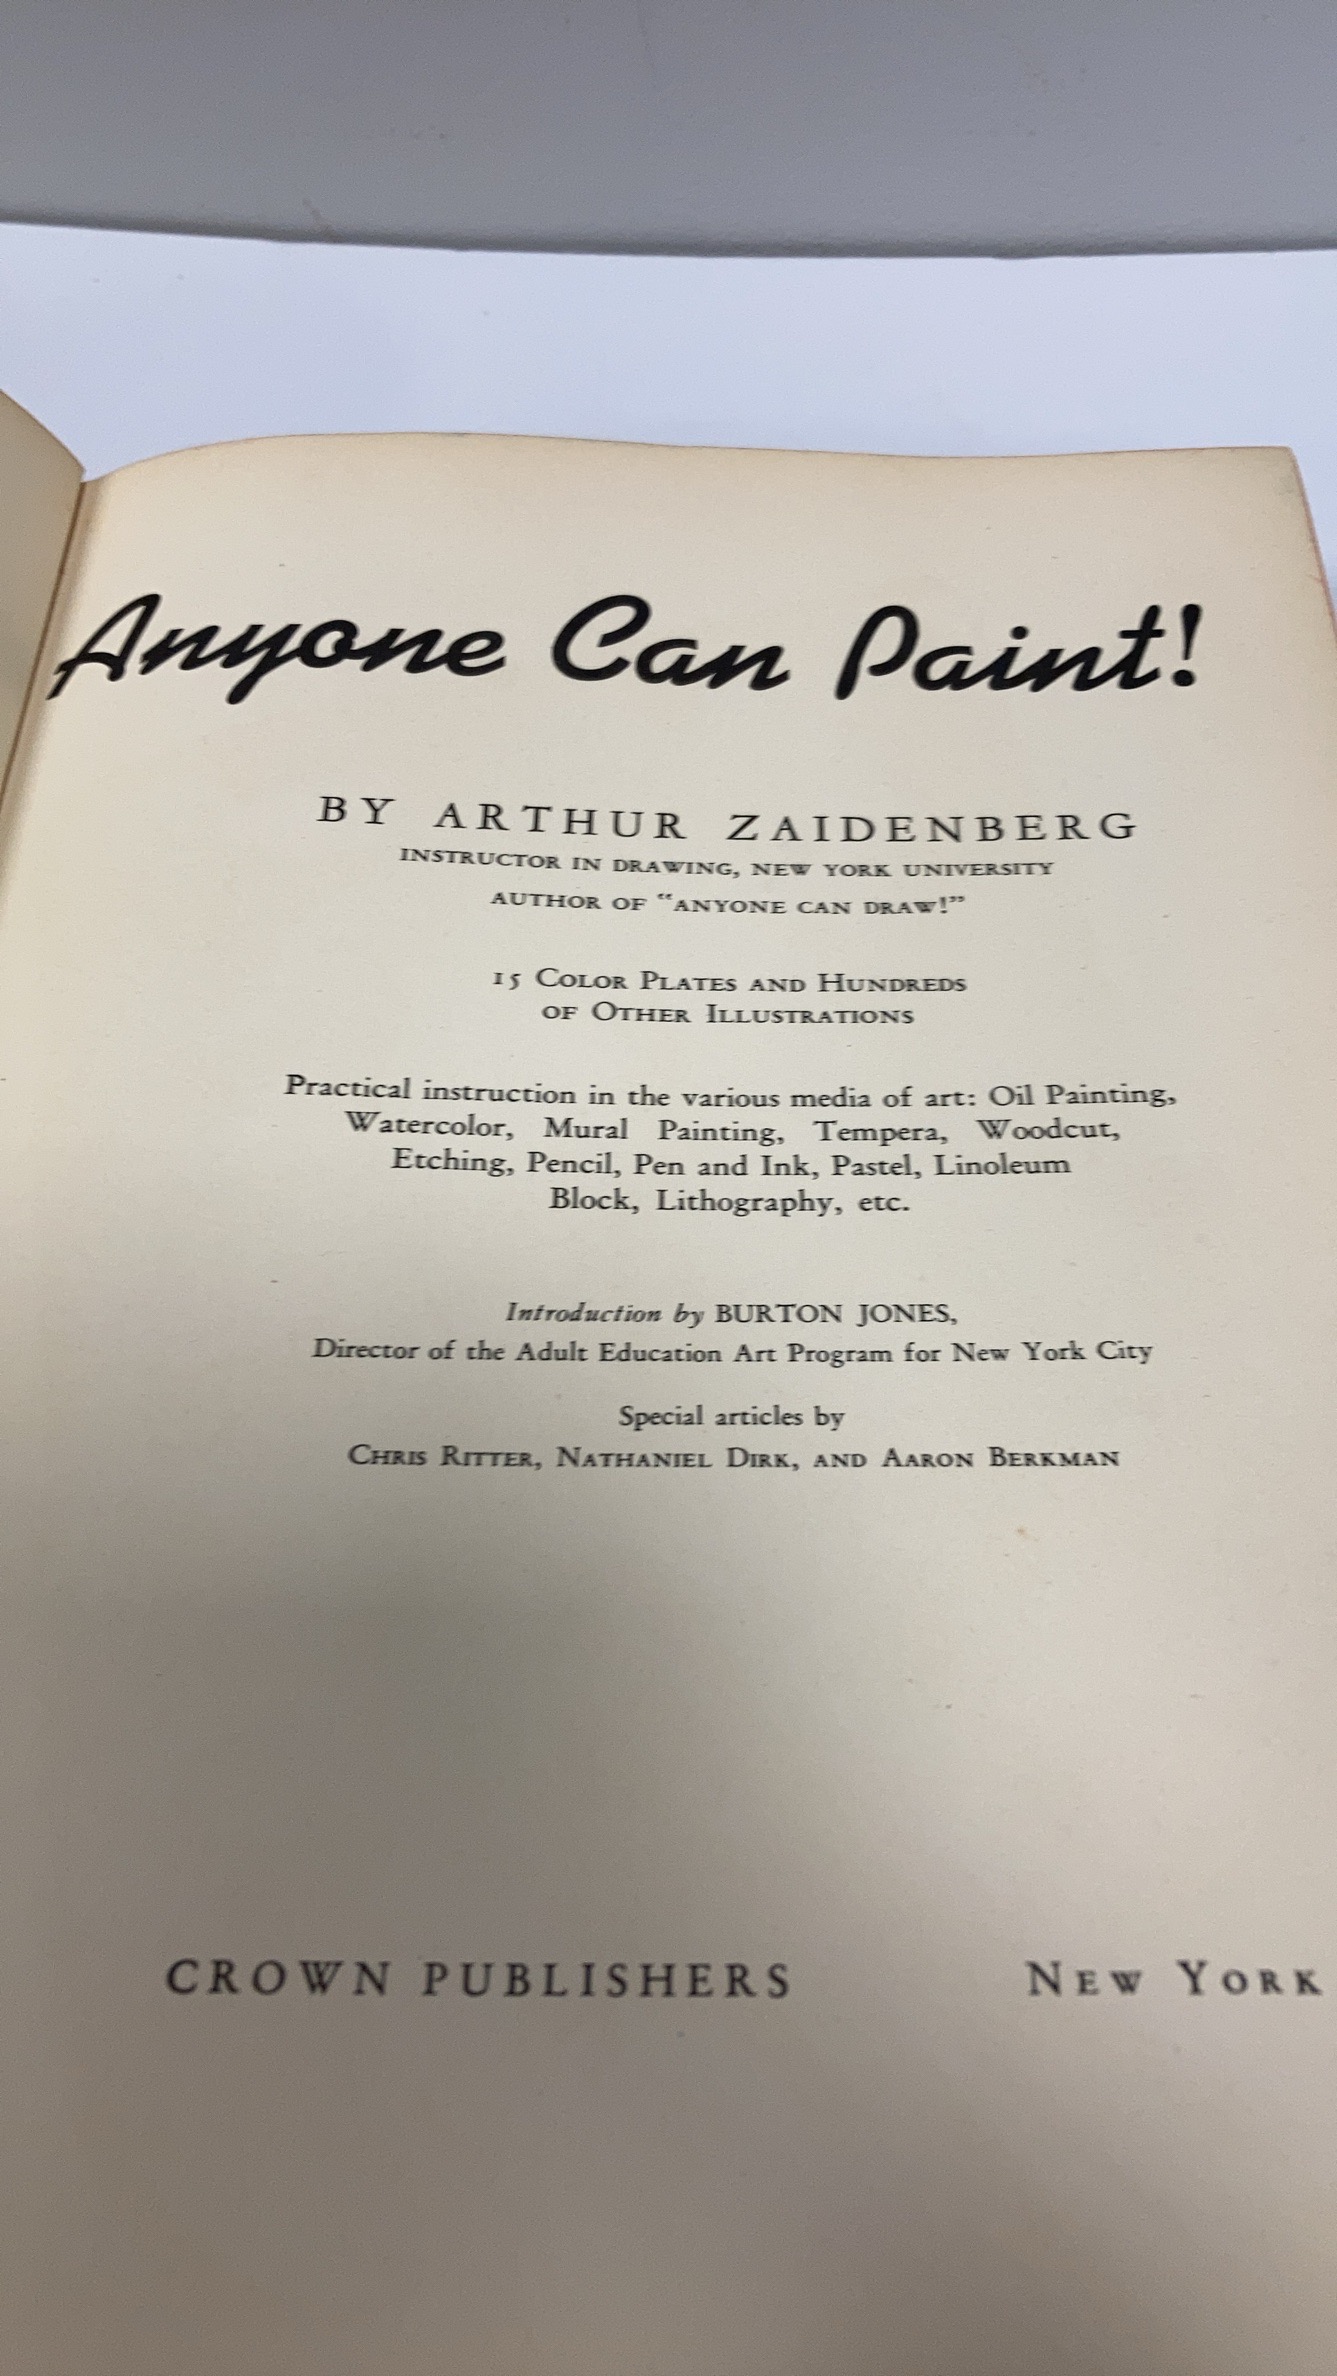 Anyone Can Paint!
BY ARTHUR ZAIDENBERG
INSTRUCTOR IN DRAWING, NEW YORK UNIVERSITY
AUTHOR OF “ANYONE CAN DRAW!”
15 COLOR PLATES AND HUNDREDS
OF OTHER ILLUSTRATIONS
Practical instruction in the various media of art: Oil Painting,
Watercolor, Mural Painting, Tempera, Woodcut,
Etching, Pencil, Pen and Ink, Pastel, Linoleum
Block, Lithography, etc.
Introduction by BURTON JONES,
Director of the Adult Education Art Program for New York City
Special articles by
CHRIS RITTER, NATHANIEL DIRK, AND AARON BERKMAN
CROWN PUBLISHERS NEW YORK